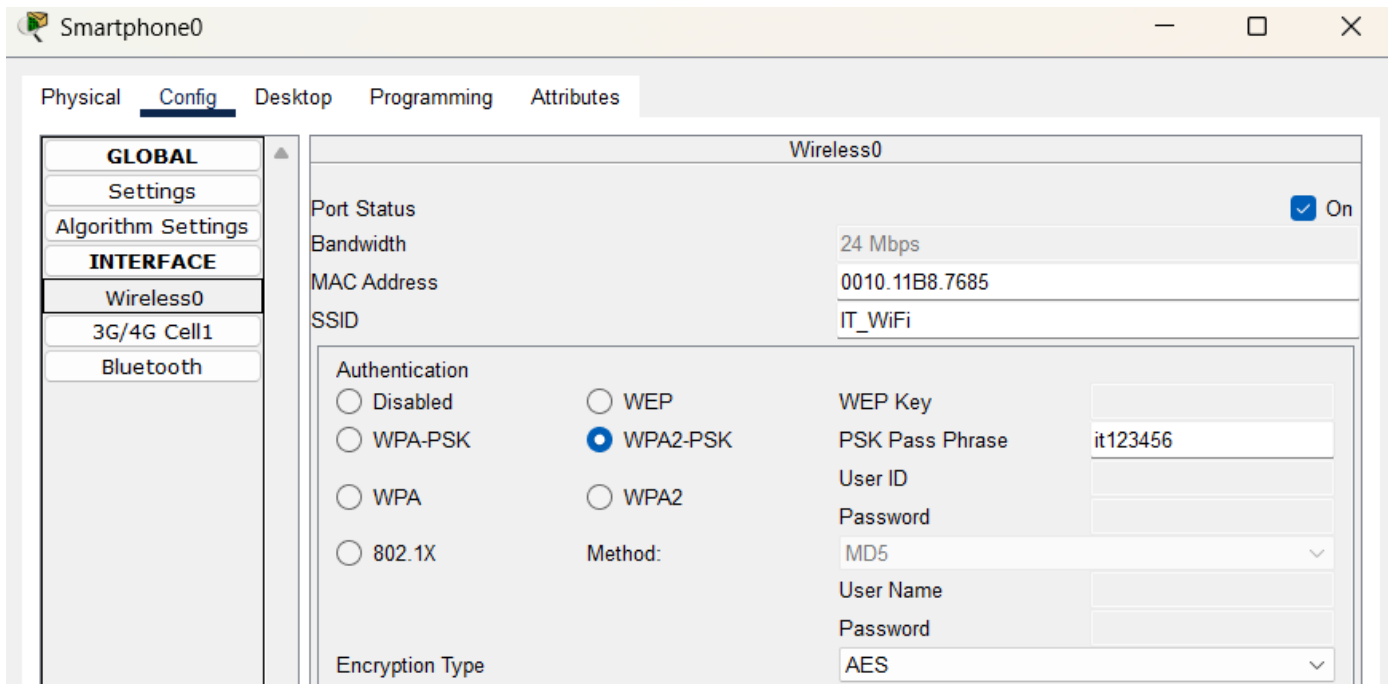 Smartphone0
Physical Config Desktop Programming Attributes
GLOBAL
Settings
Algorithm Settings
INTERFACE
Wireless0
3G/4G Cell1
Bluetooth
Wireless0
Port Status On
Bandwidth 24 Mbps
MAC Address 0010.11B8.7685
SSID IT_WiFi
Authentication
Disabled WEP WEP Key
WPA-PSK WPA2-PSK PSK Pass Phrase it123456
User ID
WPA WPA2
Password
802.1X Method: MD5
User Name
Password
Encryption Type AES